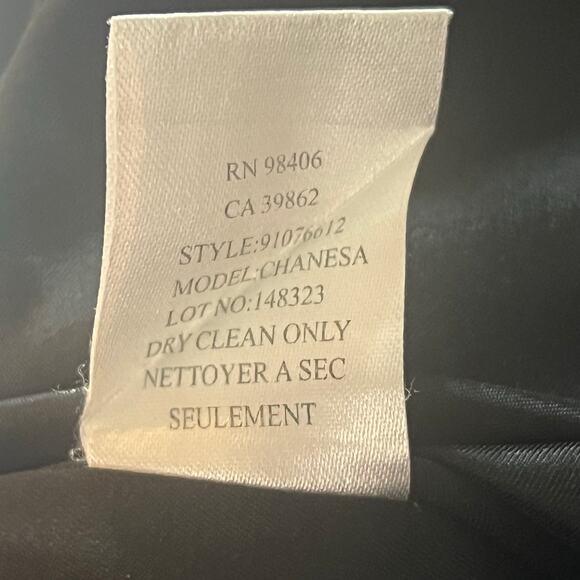 RN 98406
CA 39862
STYLE:91076612
MODEL:CHANESA
LOT NO:148323
DRY CLEAN ONLY
NETTOYER A SEC
SEULEMENT